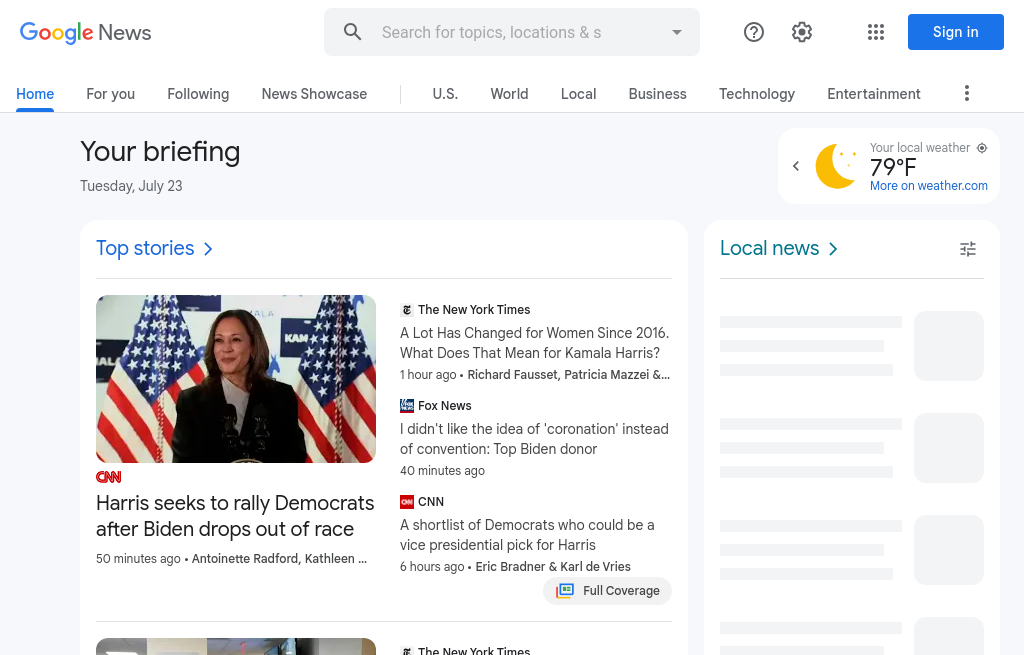 Google News
Search for topics, locations & s
Sign in
Home
For you
Following
News Showcase
U.S.
World
Local
Business
Technology
Entertainment
Your briefing
Tuesday, July 23
Your local weather
79°F
More on weather.com
Top stories
CNN
Harris seeks to rally Democrats
after Biden drops out of race
50 minutes ago • Antoinette Radford, Kathleen ...
The New York Times
A Lot Has Changed for Women Since 2016.
What Does That Mean for Kamala Harris?
1 hour ago • Richard Fausset, Patricia Mazzei &...
Fox News
I didn't like the idea of 'coronation' instead
of convention: Top Biden donor
40 minutes ago
CNN
A shortlist of Democrats who could be a
vice presidential pick for Harris
6 hours ago • Eric Bradner & Karl de Vries
Full Coverage
The New York Times
Local news